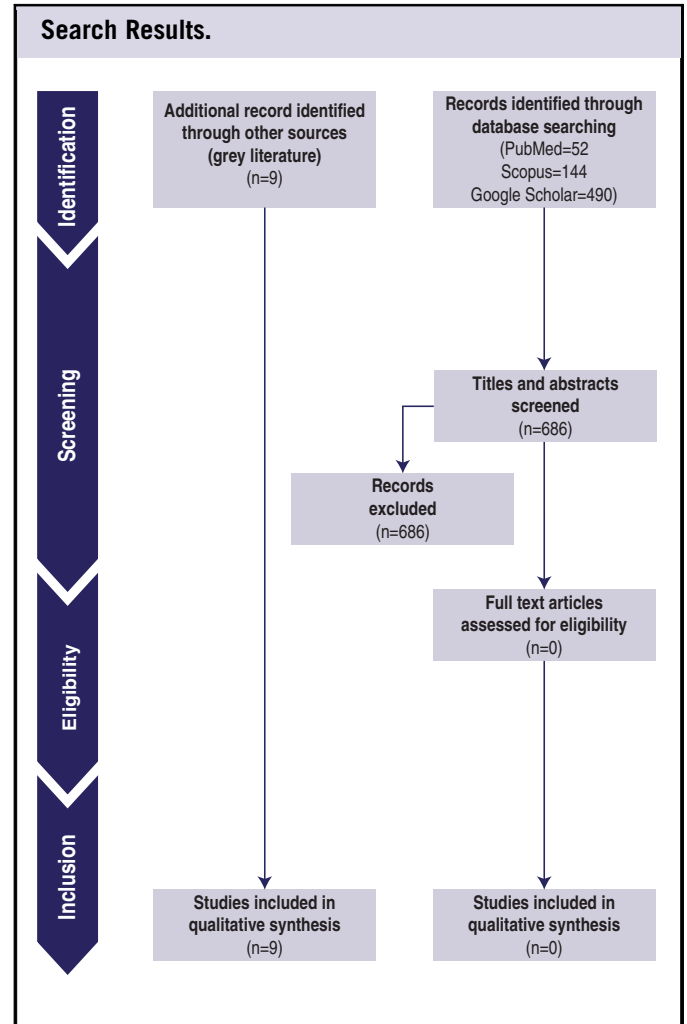 Search Results.
Identification
Additional record identified
through other sources
(grey literature)
(n=9)
Records identified through
database searching
(PubMed=52
Scopus=144
Google Scholar=490)
Screening
Titles and abstracts
screened
(n=686)
Records
excluded
(n=686)
Eligibility
Full text articles
assessed for eligibility
(n=0)
Inclusion
Studies included in
qualitative synthesis
(n=9)
Studies included in
qualitative synthesis
(n=0)